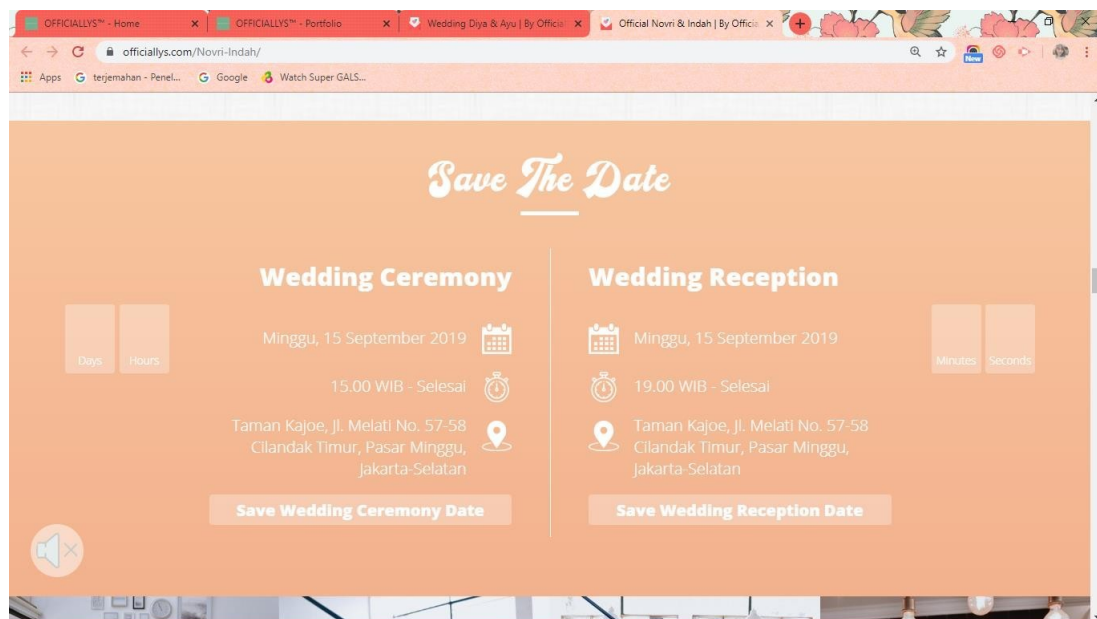 OFFICIALLYS™ - Home
OFFICIALLYS™ - Portfolio
Wedding Diya & Ayu | By Official
Official Novri & Indah | By Officia
officiallys.com/Novri-Indah/
New
Apps
terjemahan - Penel...
Google
Watch Super GALS...
Save The Date
Wedding Ceremony
Minggu, 15 September 2019
15.00 WIB - Selesai
Taman Kajoe, Jl. Melati No. 57-58
Cilandak Timur, Pasar Minggu,
Jakarta-Selatan
Save Wedding Ceremony Date
Wedding Reception
Minggu, 15 September 2019
19.00 WIB - Selesai
Taman Kajoe, Jl. Melati No. 57-58
Cilandak Timur, Pasar Minggu,
Jakarta-Selatan
Save Wedding Reception Date
Days Hours
Minutes Seconds